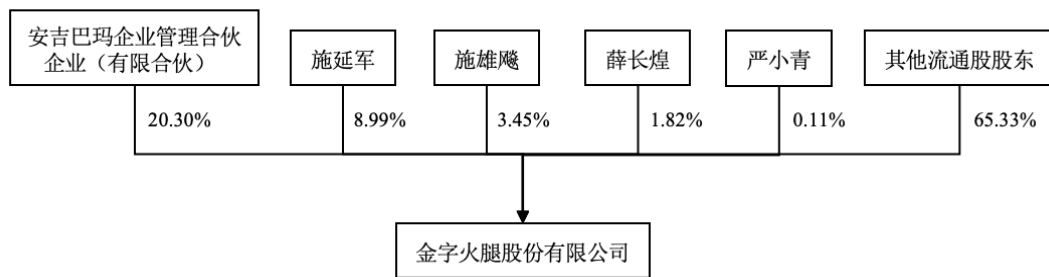 安吉巴玛企业管理合伙
企业（有限合伙）
施延军
施雄飚
薛长煌
严小青
其他流通股股东
20.30%
8.99%
3.45%
1.82%
0.11%
65.33%
金字火腿股份有限公司